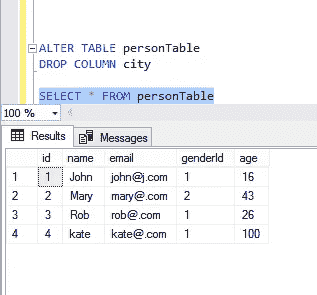 ALTER TABLE personTable
DROP COLUMN city
SELECT * FROM personTable
100 %
Results Messages
id name email genderId age
1 1 John john@j.com 1 16
2 2 Mary mary@.com 2 43
3 3 Rob rob@.com 1 26
4 4 kate kate@.com 1 100